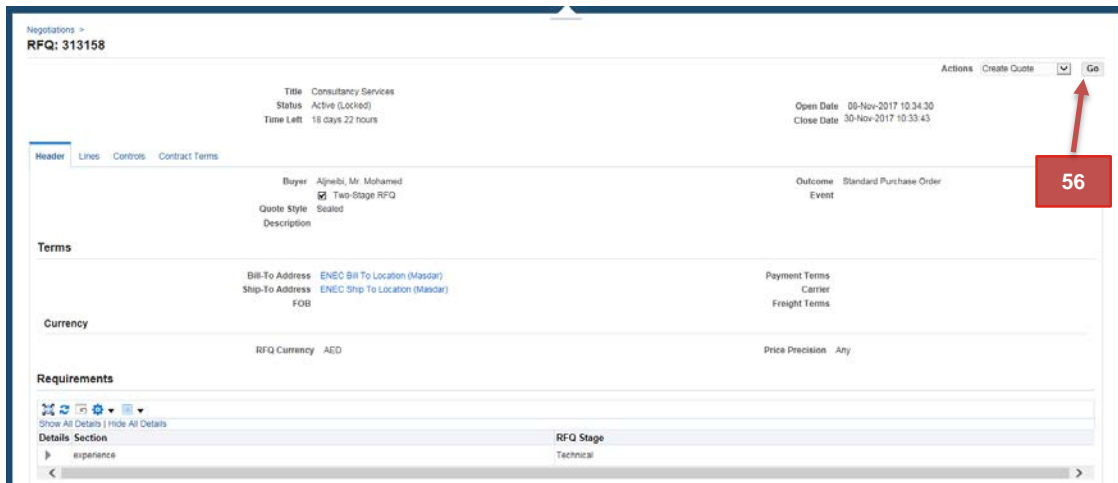 Negotiations >
RFQ: 313158
Actions Create Quote Go
Title Consultancy Services
Status Active (Locked)
Time Left 18 days 22 hours
Open Date 08-Nov-2017 10:34:30
Close Date 30-Nov-2017 10:33:43
56
Header Lines Controls Contract Terms
Buyer Aljneibi, Mr. Mohamed
Two-Stage RFQ
Quote Style Sealed
Description
Outcome Standard Purchase Order
Event
Terms
Bill-To Address ENEC Bill To Location (Masdar)
Ship-To Address ENEC Ship To Location (Masdar)
FOB
Payment Terms
Carrier
Freight Terms
Currency
RFQ Currency AED
Price Precision Any
Requirements
Show All Details | Hide All Details
Details Section RFQ Stage
experience Technical